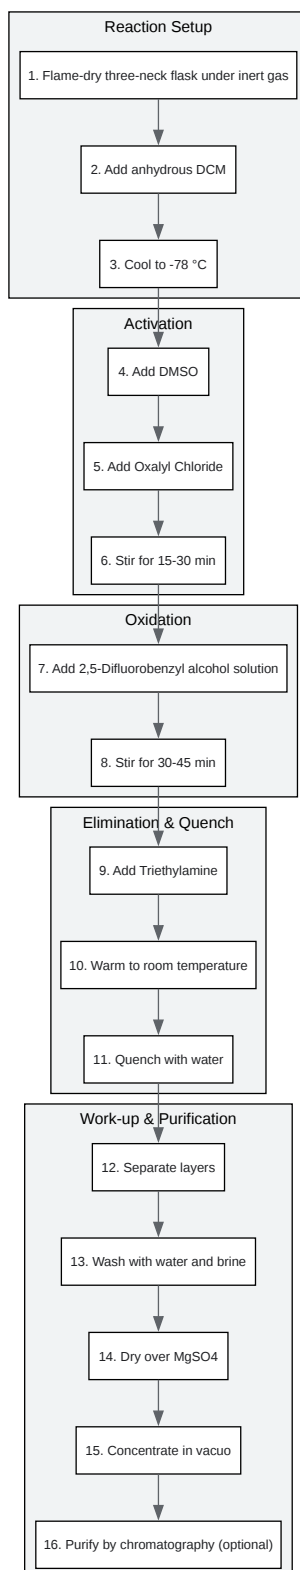 Reaction Setup
1. Flame-dry three-neck flask under inert gas
2. Add anhydrous DCM
3. Cool to -78 °C
Activation
4. Add DMSO
5. Add Oxalyl Chloride
6. Stir for 15-30 min
Oxidation
7. Add 2,5-Difluorobenzyl alcohol solution
8. Stir for 30-45 min
Elimination & Quench
9. Add Triethylamine
10. Warm to room temperature
11. Quench with water
Work-up & Purification
12. Separate layers
13. Wash with water and brine
14. Dry over MgSO4
15. Concentrate in vacuo
16. Purify by chromatography (optional)